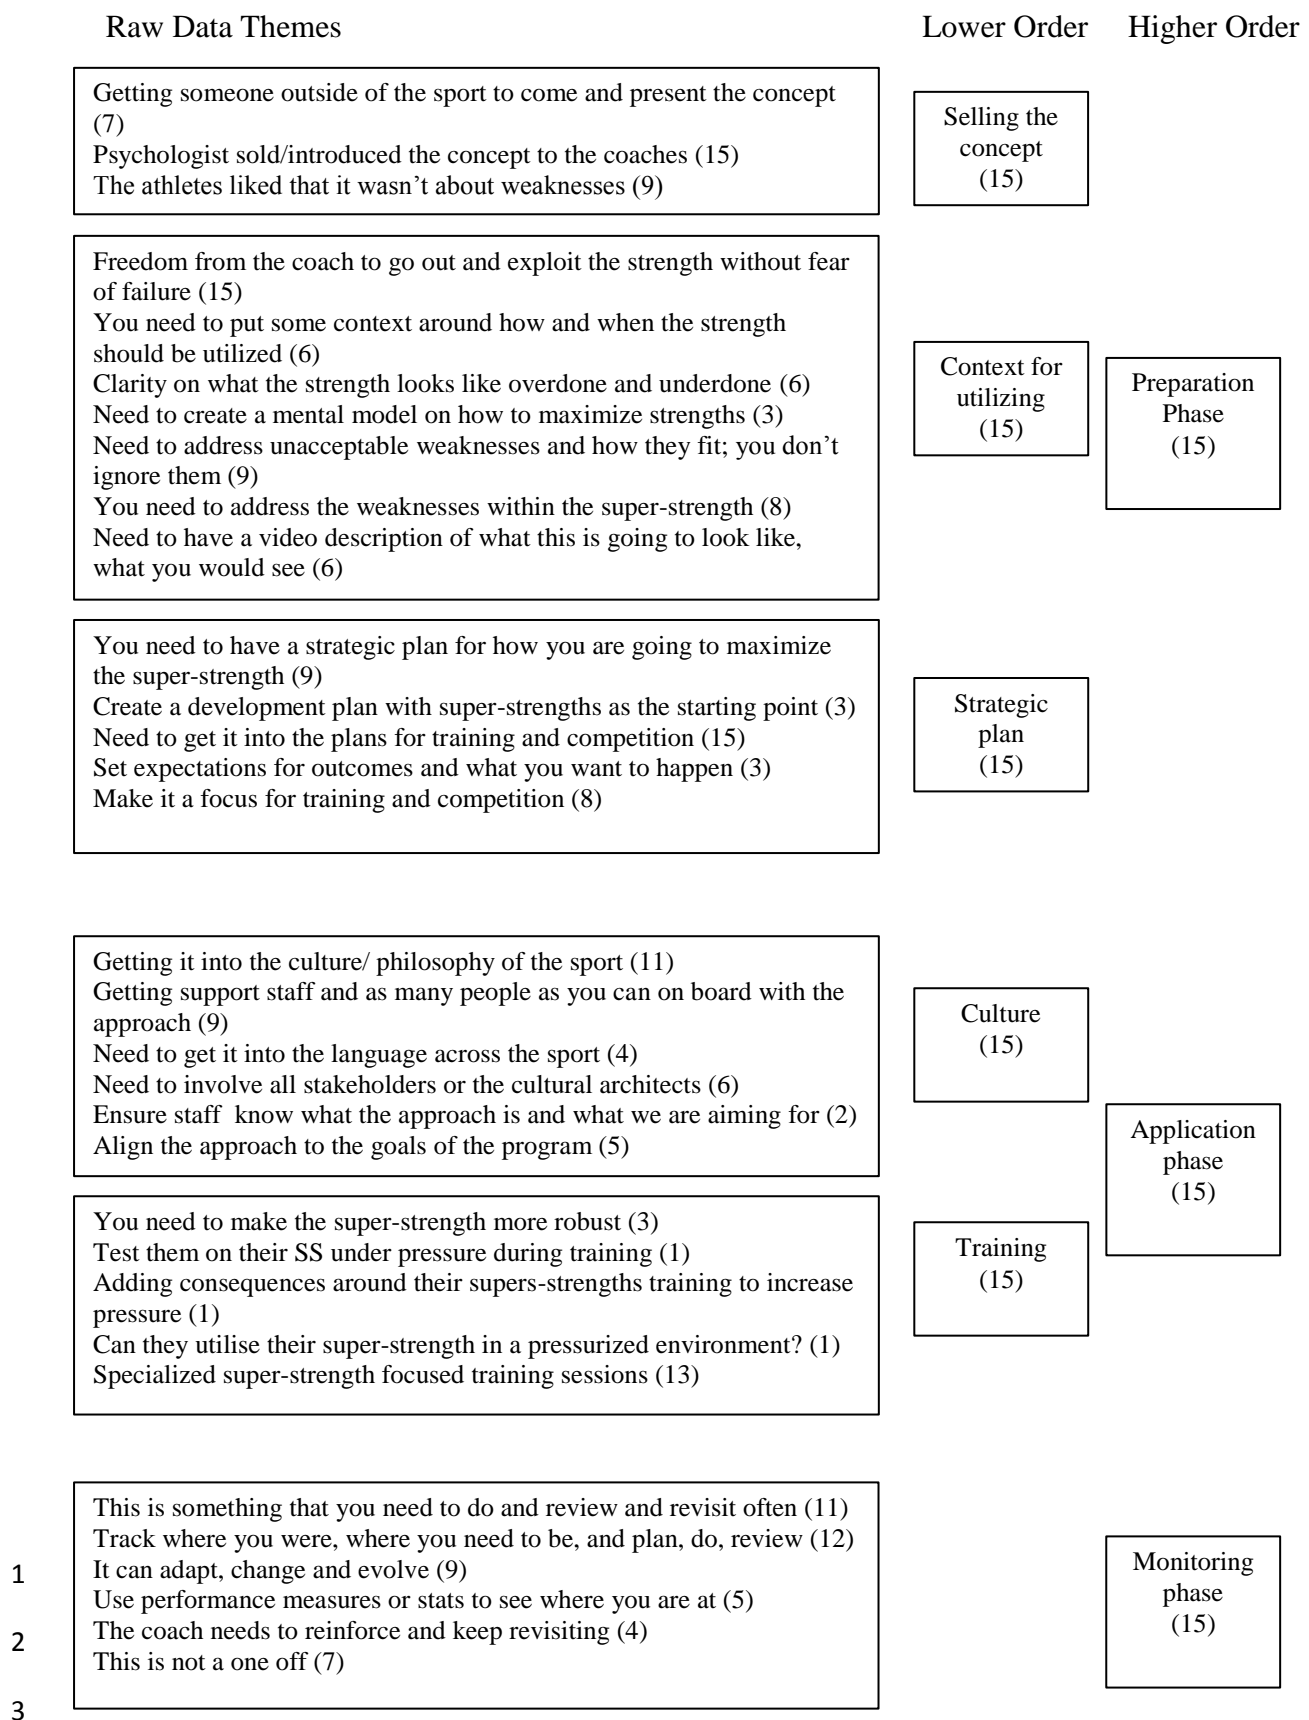 Raw Data Themes
Lower Order
Higher Order
Getting someone outside of the sport to come and present the concept
(7)
Psychologist sold/introduced the concept to the coaches (15)
The athletes liked that it wasn’t about weaknesses (9)
Selling the
concept
(15)
Freedom from the coach to go out and exploit the strength without fear
of failure (15)
You need to put some context around how and when the strength
should be utilized (6)
Clarity on what the strength looks like overdone and underdone (6)
Need to create a mental model on how to maximize strengths (3)
Need to address unacceptable weaknesses and how they fit; you don’t
ignore them (9)
You need to address the weaknesses within the super-strength (8)
Need to have a video description of what this is going to look like,
what you would see (6)
Context for
utilizing
(15)
Preparation
Phase
(15)
You need to have a strategic plan for how you are going to maximize
the super-strength (9)
Create a development plan with super-strengths as the starting point (3)
Need to get it into the plans for training and competition (15)
Set expectations for outcomes and what you want to happen (3)
Make it a focus for training and competition (8)
Strategic
plan
(15)
Getting it into the culture/ philosophy of the sport (11)
Getting support staff and as many people as you can on board with the
approach (9)
Need to get it into the language across the sport (4)
Need to involve all stakeholders or the cultural architects (6)
Ensure staff  know what the approach is and what we are aiming for (2)
Align the approach to the goals of the program (5)
Culture
(15)
Application
phase
(15)
You need to make the super-strength more robust (3)
Test them on their SS under pressure during training (1)
Adding consequences around their supers-strengths training to increase
pressure (1)
Can they utilise their super-strength in a pressurized environment? (1)
Specialized super-strength focused training sessions (13)
Training
(15)
This is something that you need to do and review and revisit often (11)
Track where you were, where you need to be, and plan, do, review (12)
It can adapt, change and evolve (9)
Use performance measures or stats to see where you are at (5)
The coach needs to reinforce and keep revisiting (4)
This is not a one off (7)
Monitoring
phase
(15)
1
2
3